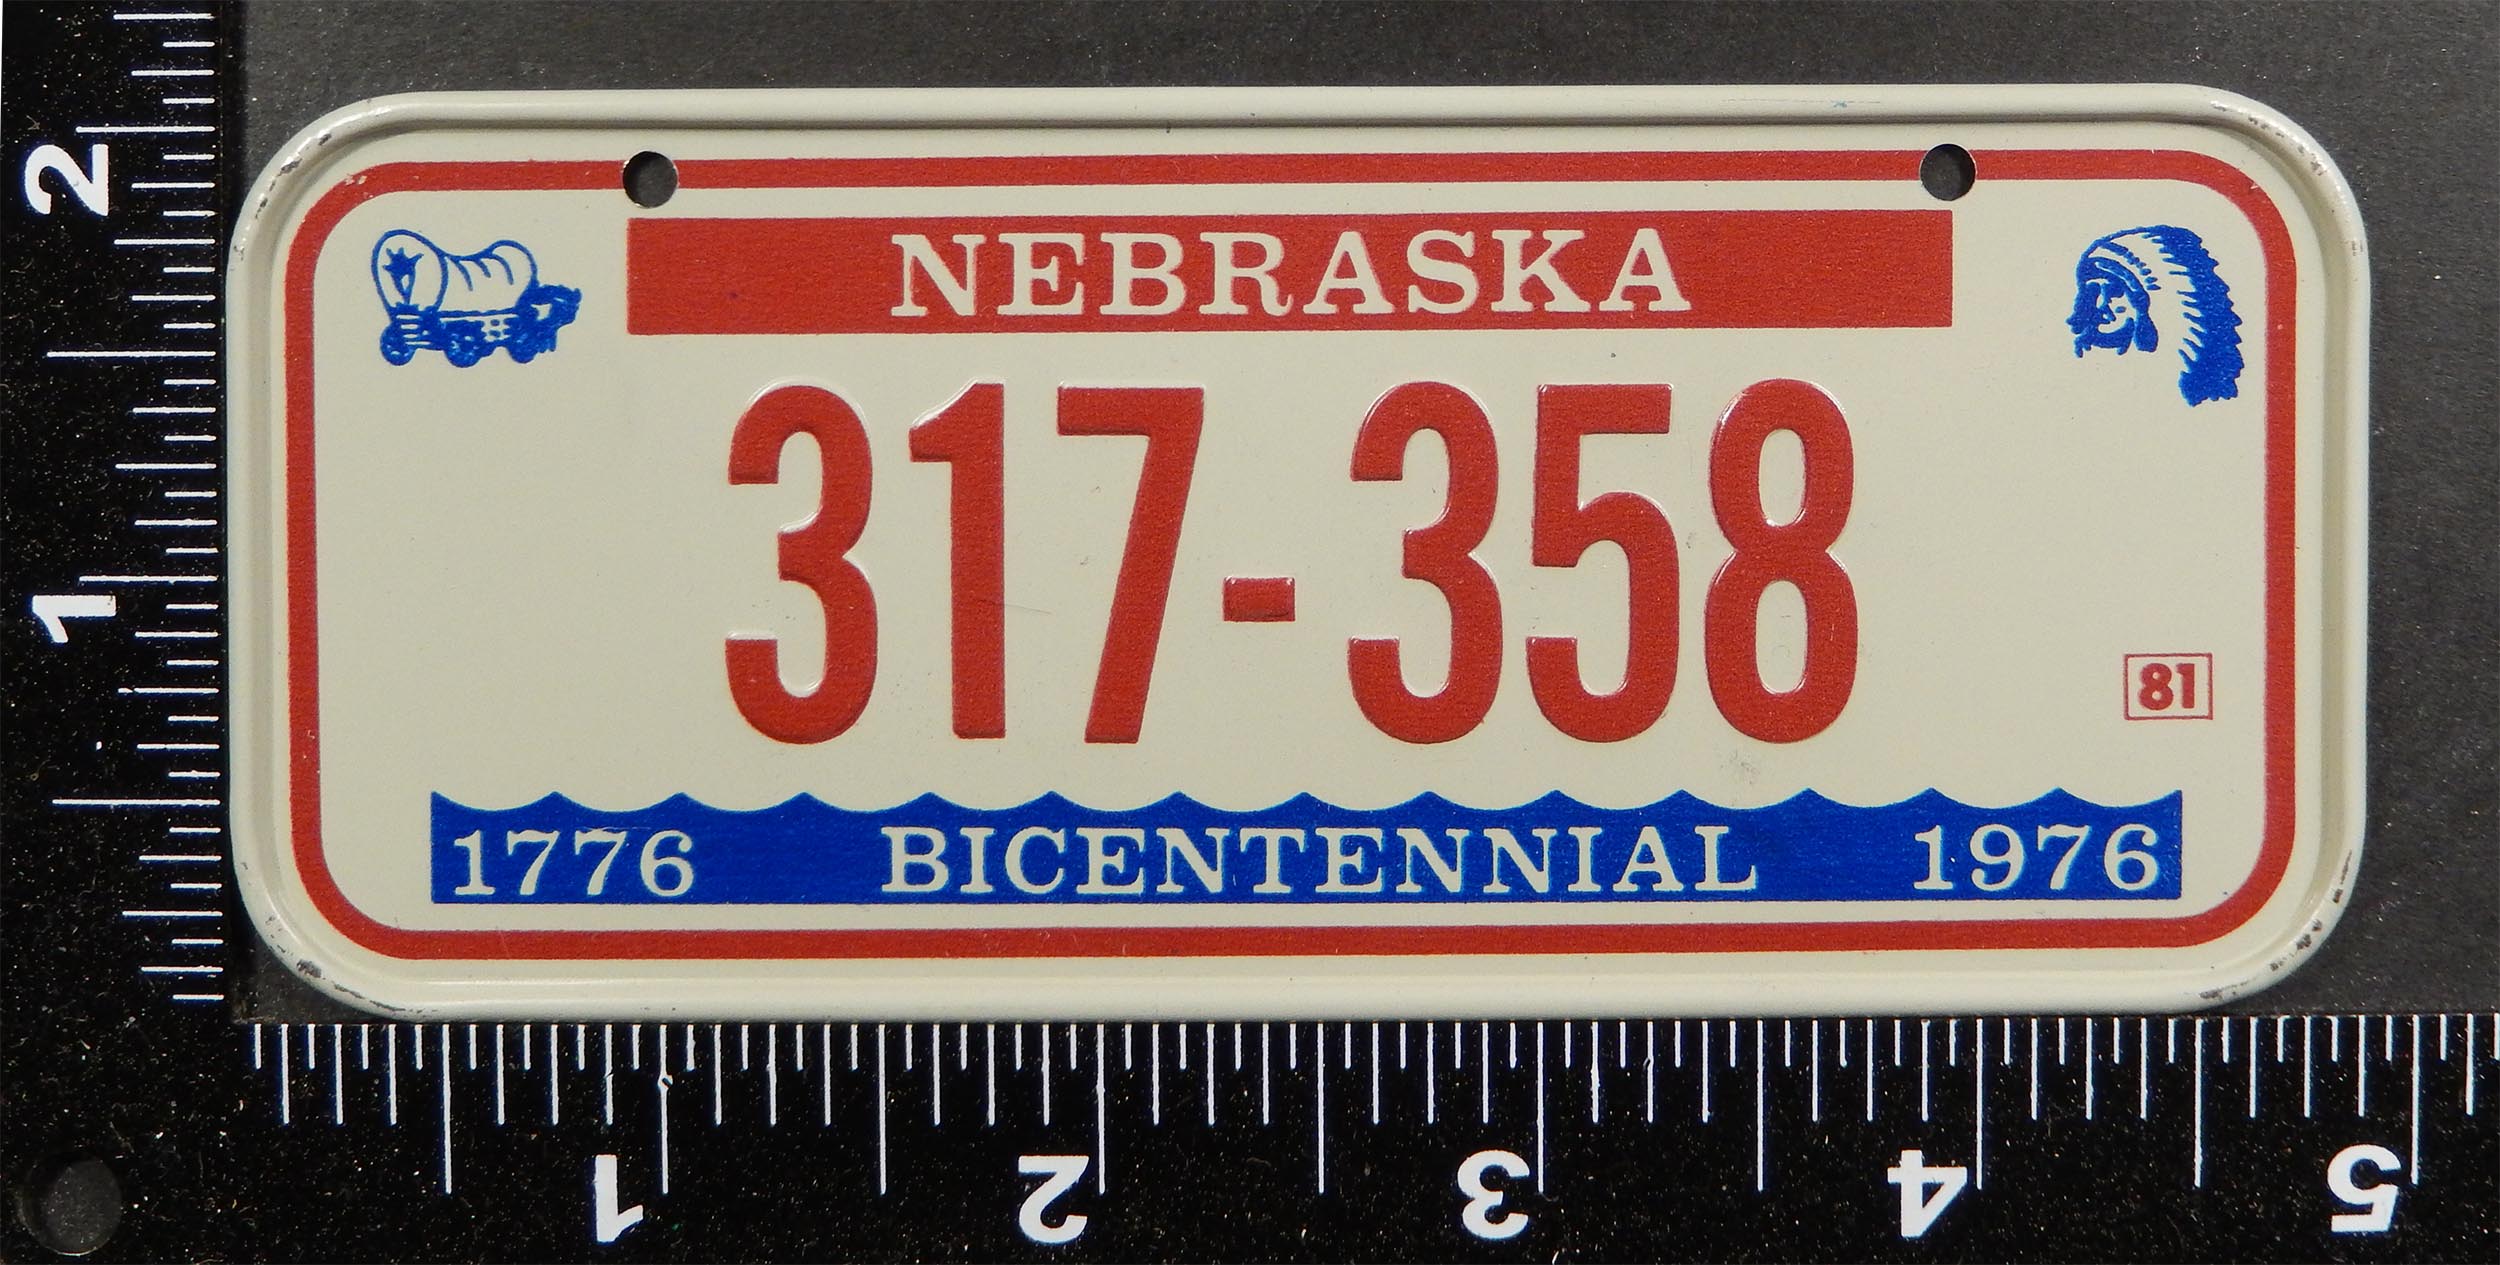 NEBRASKA
317-358
81
1776 BICENTENNIAL 1976
2
1
1 2 3 4 5